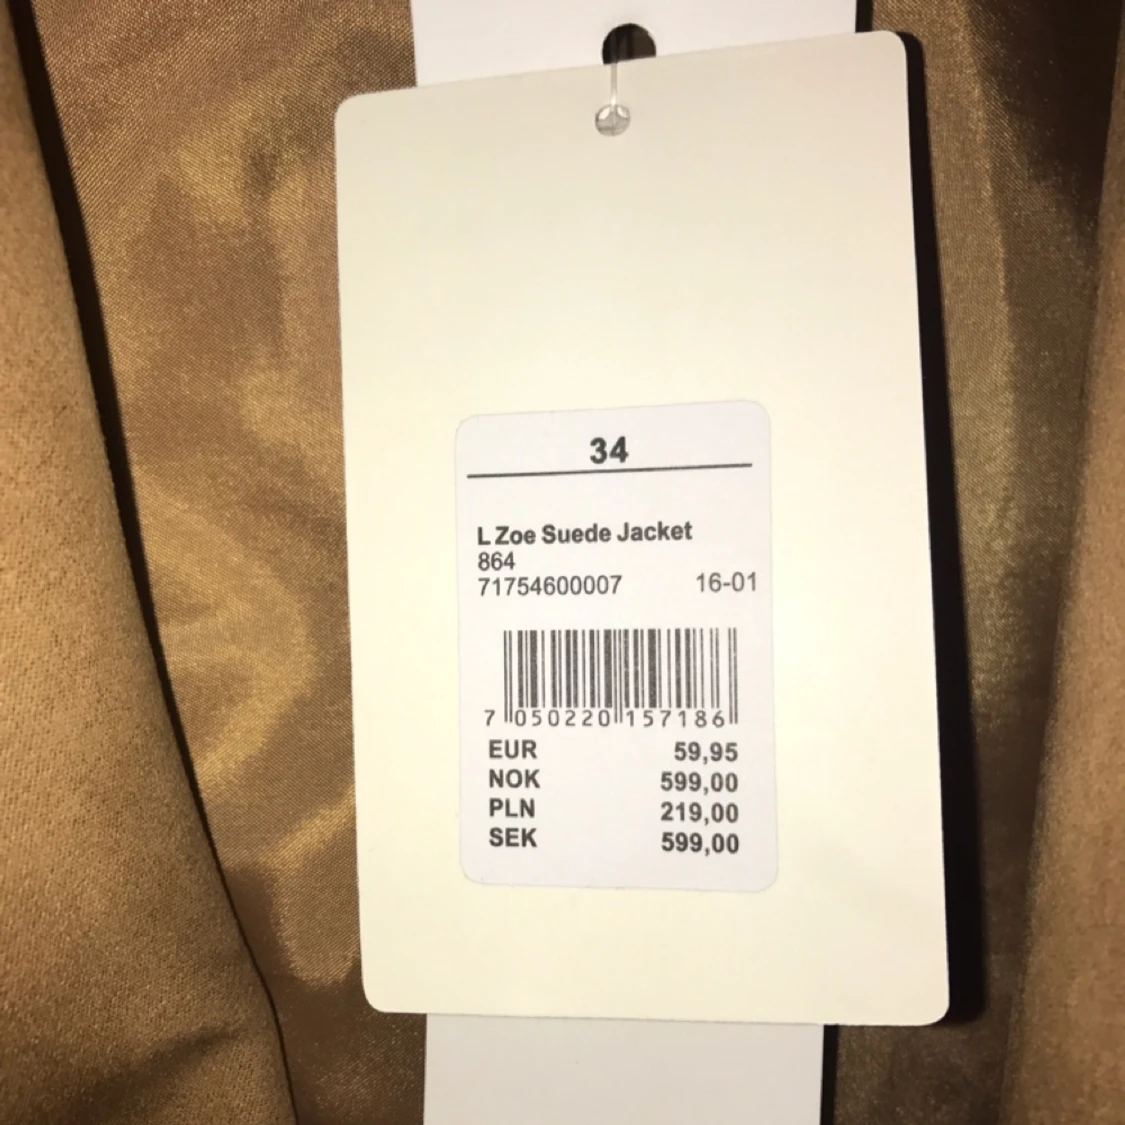 34
L Zoe Suede Jacket
864
71754600007 16-01
7 050220 157186
EUR 59,95
NOK 599,00
PLN 219,00
SEK 599,00